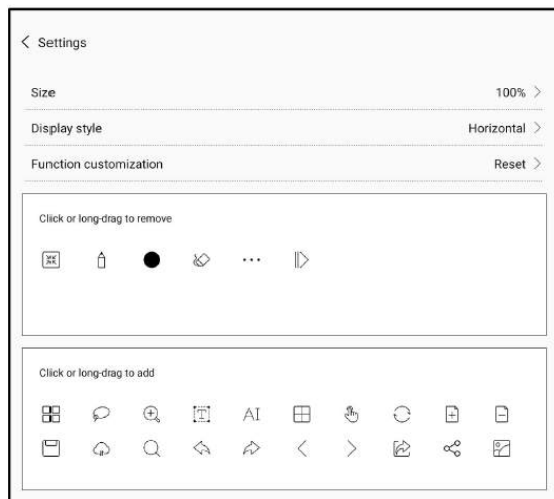 Settings
Size 100%
Display style Horizontal
Function customization Reset
Click or long-drag to remove
Click or long-drag to add
T AI